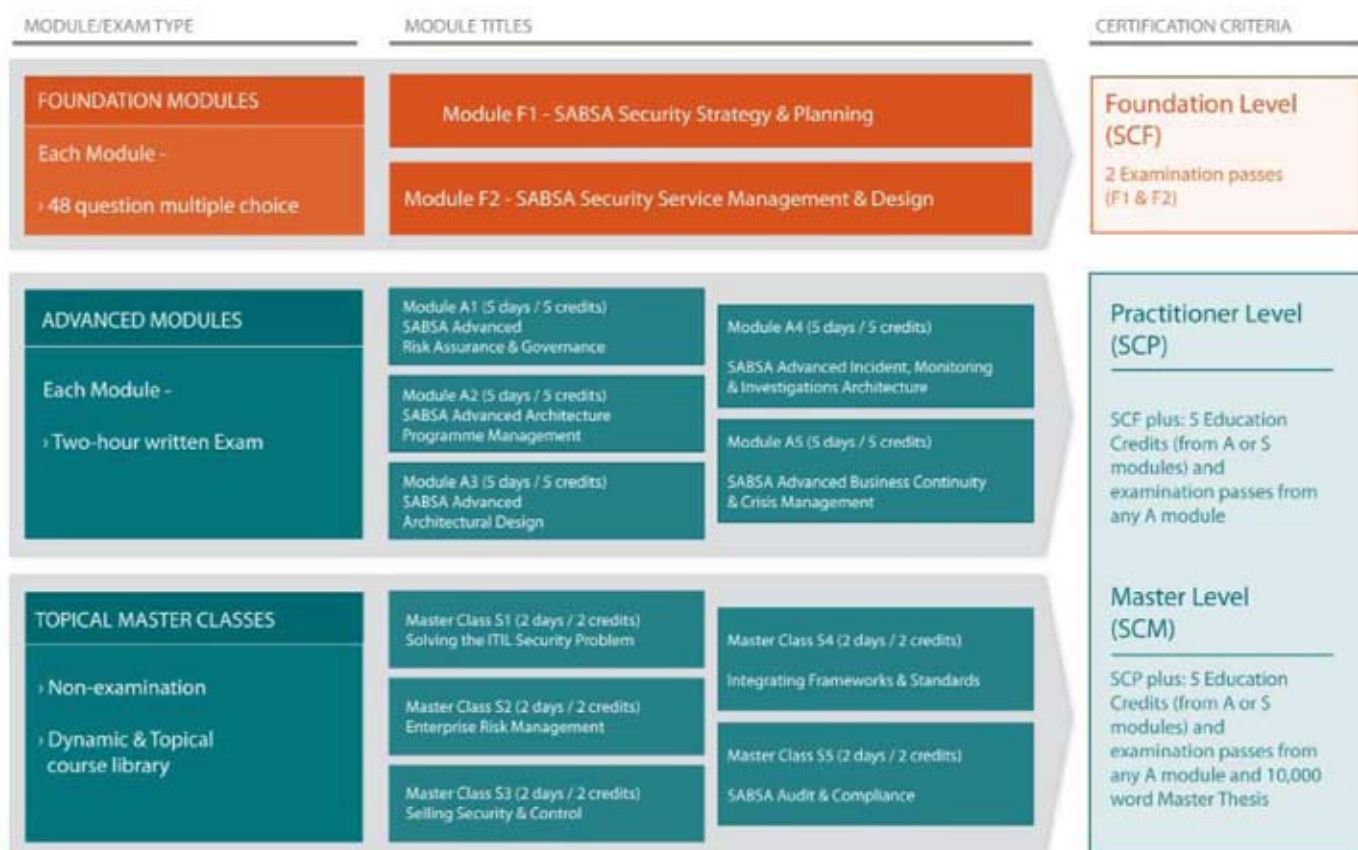 MODULE/EXAM TYPE
MODULE TITLES
CERTIFICATION CRITERIA
FOUNDATION MODULES
Each Module -
› 48 question multiple choice
Module F1 - SABSA Security Strategy & Planning
Module F2 - SABSA Security Service Management & Design
Foundation Level
(SCF)
2 Examination passes
(F1 & F2)
ADVANCED MODULES
Each Module -
› Two-hour written Exam
Module A1 (5 days / 5 credits)
SABSA Advanced
Risk Assurance & Governance
Module A2 (5 days / 5 credits)
SABSA Advanced Architecture
Programme Management
Module A3 (5 days / 5 credits)
SABSA Advanced
Architectural Design
Module A4 (5 days / 5 credits)
SABSA Advanced Incident, Monitoring
& Investigations Architecture
Module A5 (5 days / 5 credits)
SABSA Advanced Business Continuity
& Crisis Management
Practitioner Level
(SCP)
SCF plus: 5 Education
Credits (from A or S
modules) and
examination passes from
any A module
TOPICAL MASTER CLASSES
› Non-examination
› Dynamic & Topical
course library
Master Class S1 (2 days / 2 credits)
Solving the ITIL Security Problem
Master Class S2 (2 days / 2 credits)
Enterprise Risk Management
Master Class S3 (2 days / 2 credits)
Selling Security & Control
Master Class S4 (2 days / 2 credits)
Integrating Frameworks & Standards
Master Class S5 (2 days / 2 credits)
SABSA Audit & Compliance
Master Level
(SCM)
SCP plus: 5 Education
Credits (from A or S
modules) and
examination passes from
any A module and 10,000
word Master Thesis